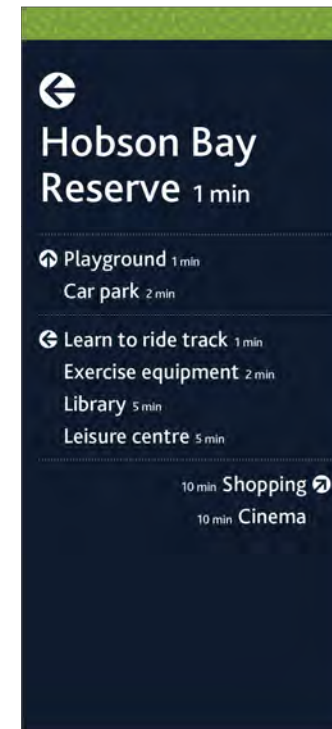 Hobson Bay
Reserve 1 min
Playground 1 min
Car park 2 min
Learn to ride track 1 min
Exercise equipment 2 min
Library 5 min
Leisure centre 5 min
10 min Shopping
10 min Cinema